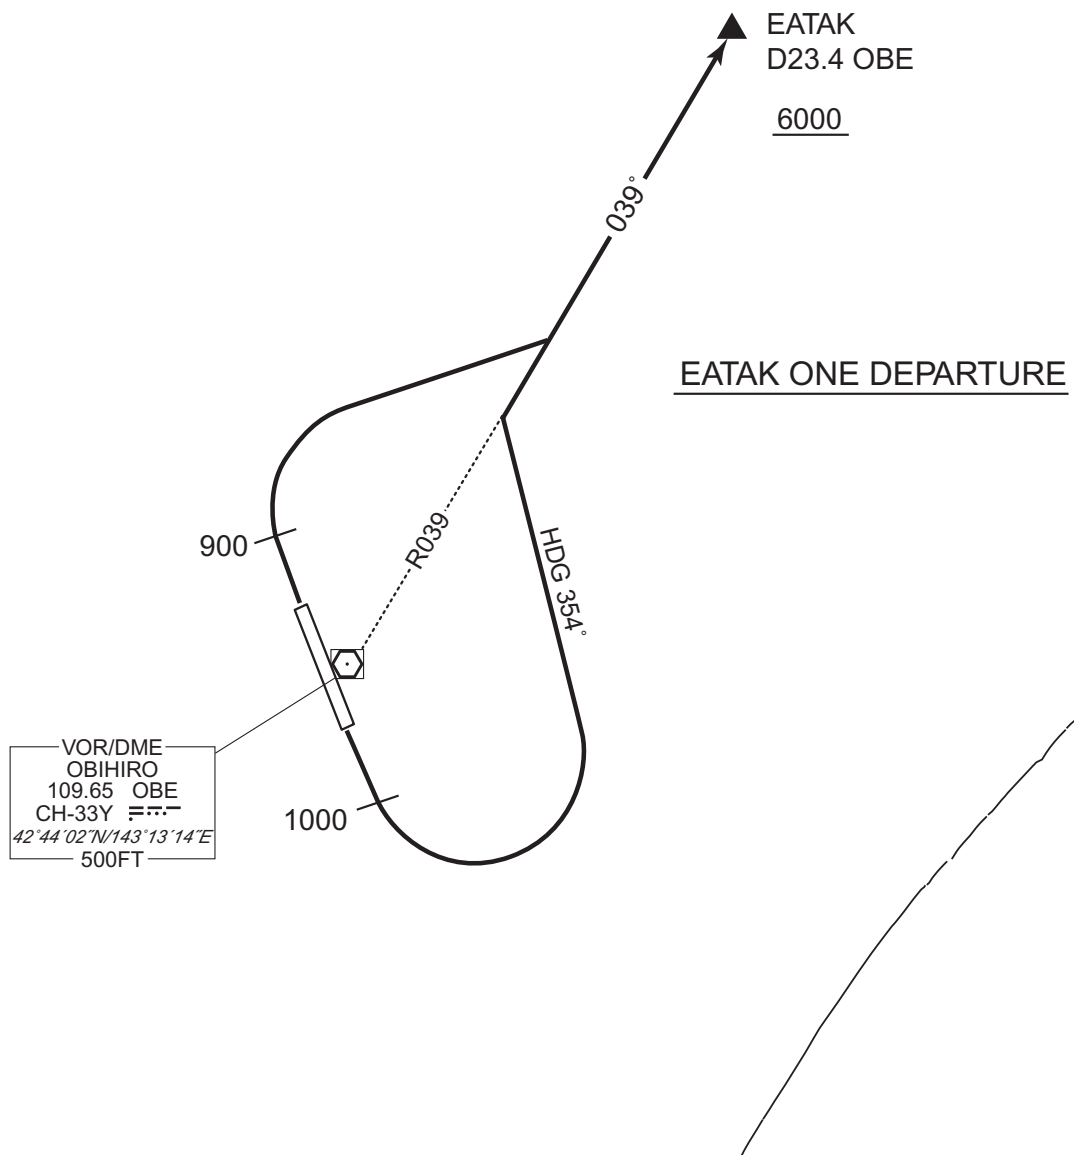 EATAK
D23.4 OBE
6000
039°
EATAK ONE DEPARTURE
900
R039
HDG 354°
VOR/DME
OBIHIRO
109.65 OBE
CH-33Y
42°44´02˝N/143°13´14˝E
500FT
1000